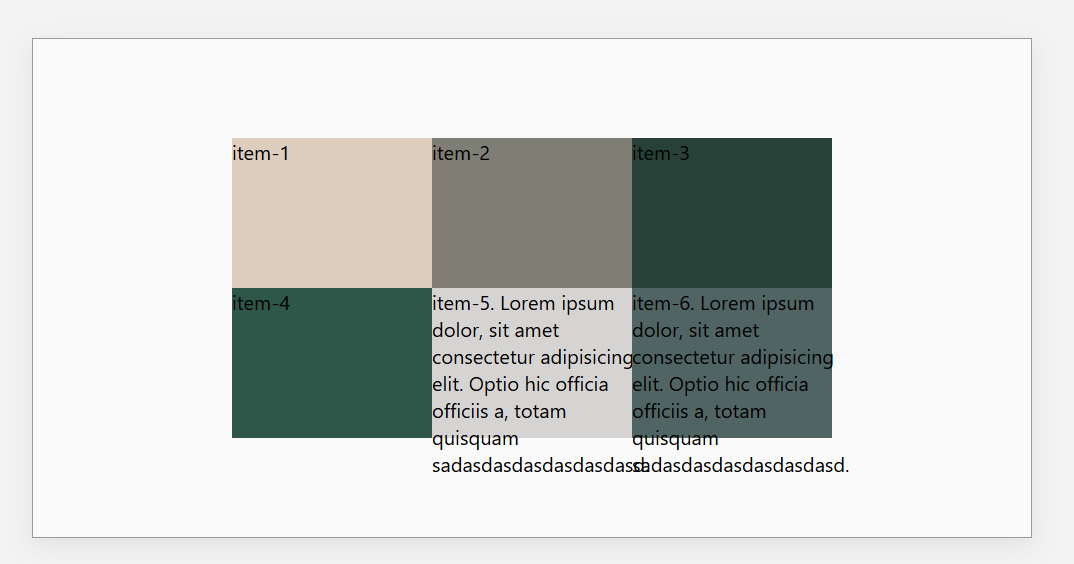 item-1
item-2
item-3
item-4
item-5. Lorem ipsum
dolor, sit amet
consectetur adipisicing
elit. Optio hic officia
officiis a, totam
quisquam
sadasdasdasdasdasdasd.
item-6. Lorem ipsum
dolor, sit amet
consectetur adipisicing
elit. Optio hic officia
officiis a, totam
quisquam
sadasdasdasdasdasdasd.